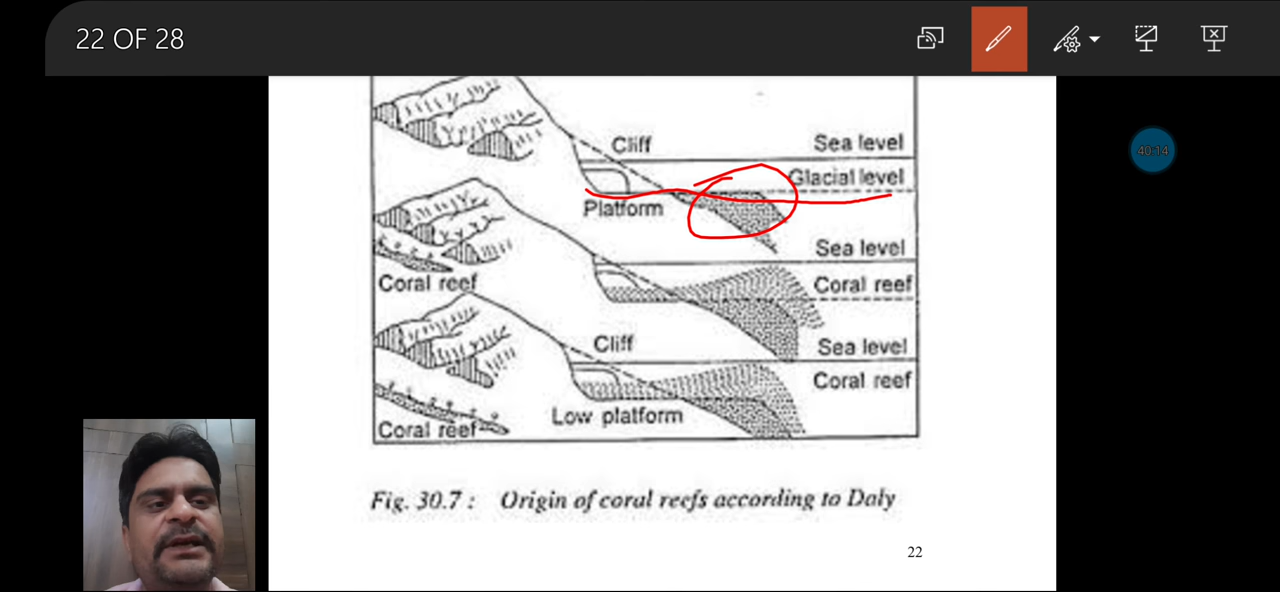 22 OF 28
40:14
Cliff Sea level
Glacial level
Platform
Sea level
Coral reef Coral reef
Cliff Sea level
Coral reef
Low platform
Coral reef
Fig. 30.7 : Origin of coral reefs according to Daly
22